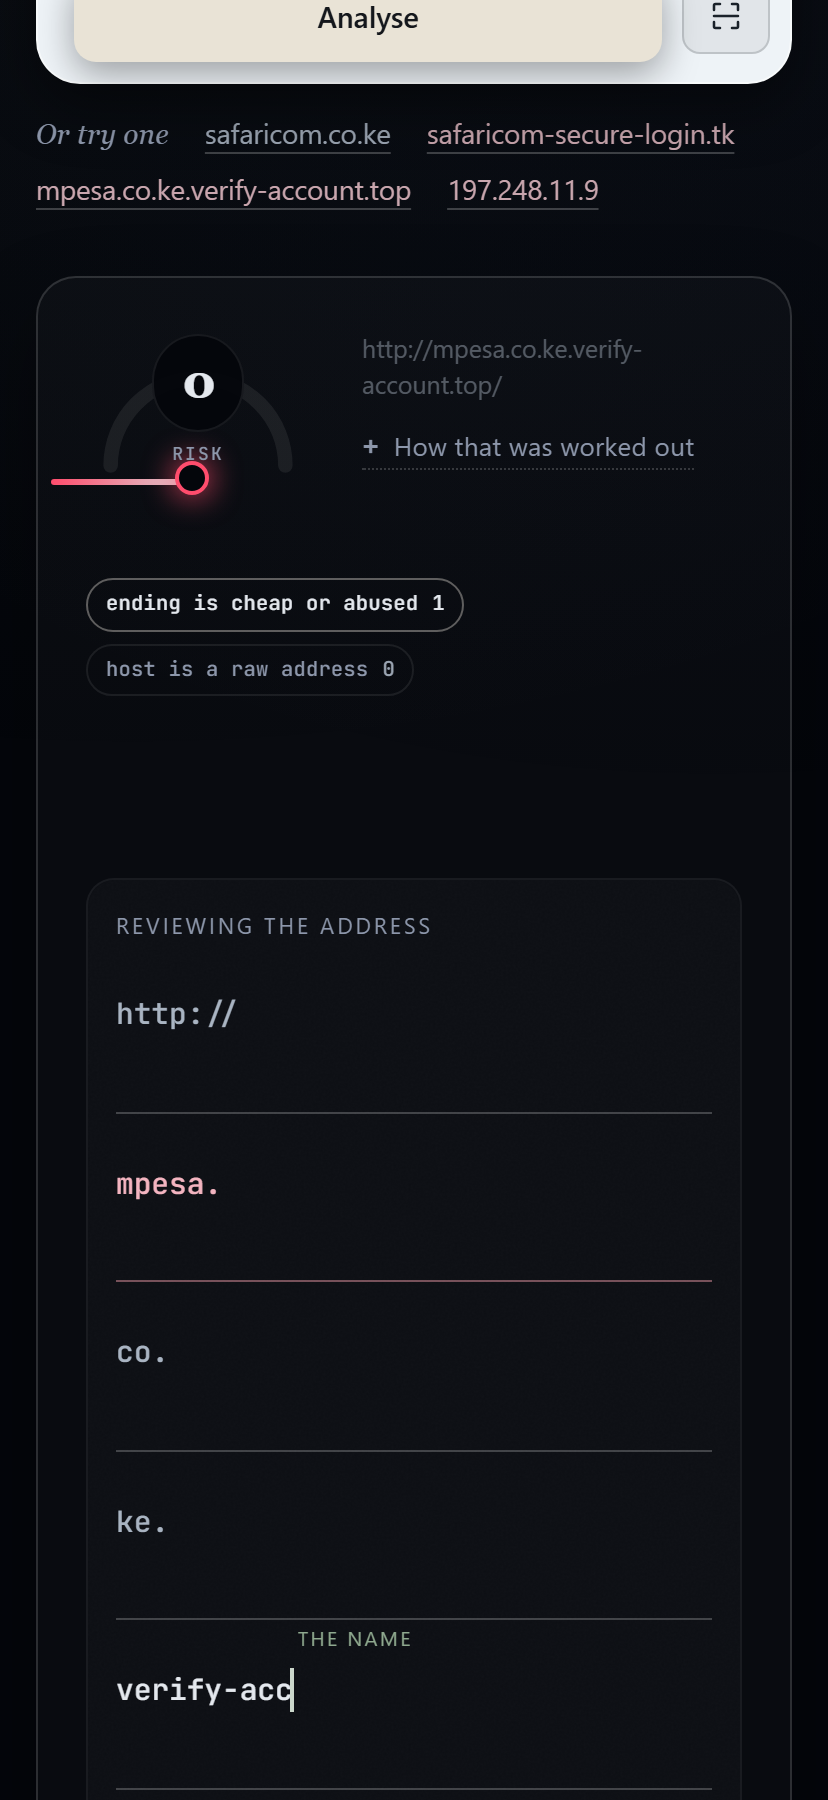 Analyse
Or try one safaricom.co.ke safaricom-secure-login.tk
mpesa.co.ke.verify-account.top 197.248.11.9
0
RISK
http://mpesa.co.ke.verify-
account.top/
+ How that was worked out
ending is cheap or abused 1
host is a raw address 0
REVIEWING THE ADDRESS
http://
mpesa.
co.
ke.
THE NAME
verify-acc